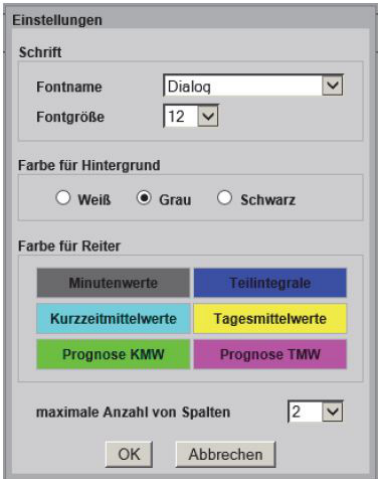 Einstellungen
Schrift
Fontname Dialog
Fontgröße 12
Farbe für Hintergrund
Weiß Grau Schwarz
Farbe für Reiter
Minutenwerte Teilintegrale
Kurzzeitmittelwerte Tagesmittelwerte
Prognose KMW Prognose TMW
maximale Anzahl von Spalten 2
OK Abbrechen